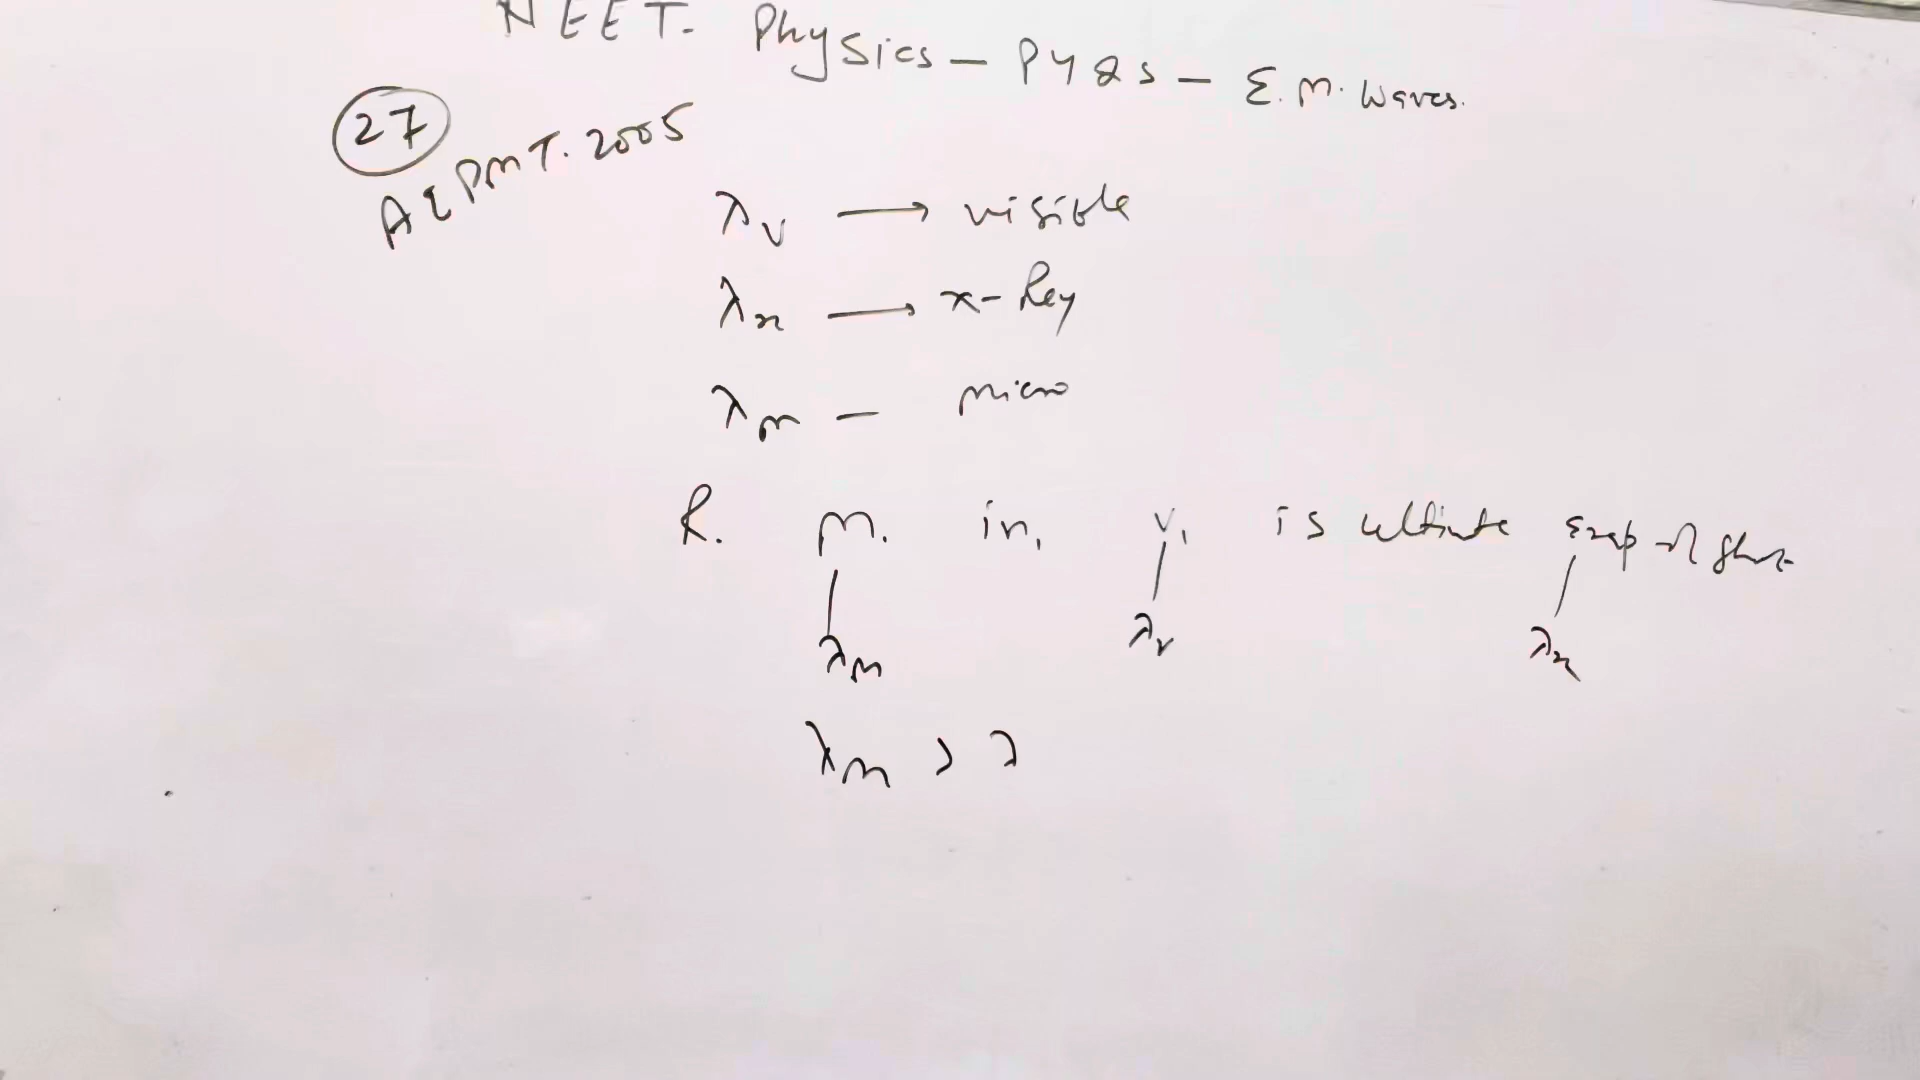 NEET. Physics - PYQs - E.M. Waves.
27
AIPMT. 2005
λv → visible
λx → x-Ray
λm - micro
R. m. in, v, is ultimate of
λm λv λx
λm > λ